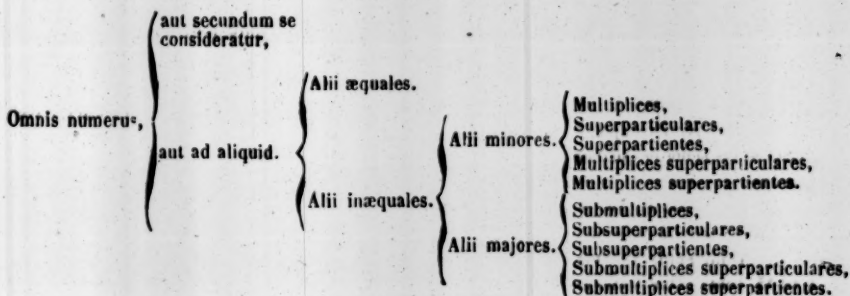 aut secundum se
consideratur,
Omnis numerus,
aut ad aliquid.
Alii æquales.
Alii inæquales.
Alii minores.
Multiplices,
Superparticulares,
Superpartientes,
Multiplices superparticulares,
Multiplices superpartientes.
Alii majores.
Submultiplices,
Subsuperparticulares,
Subsuperpartientes,
Submultiplices superparticulares,
Submultiplices superpartientes.